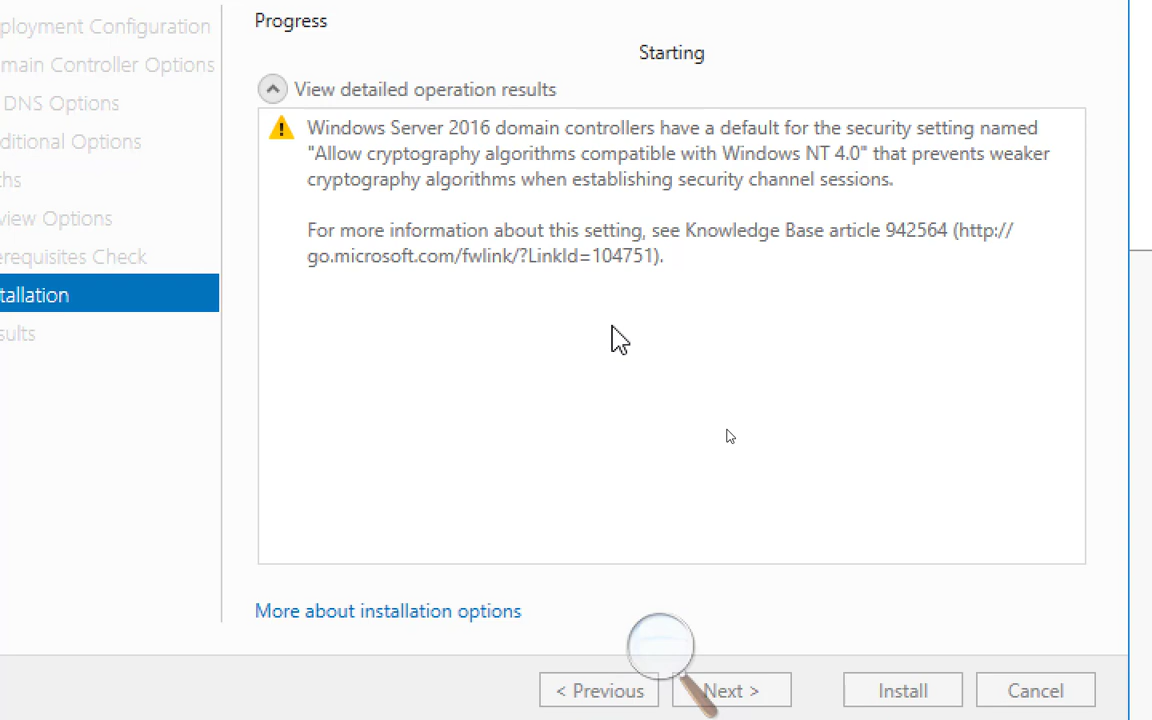 Progress
Starting
View detailed operation results
Windows Server 2016 domain controllers have a default for the security setting named
"Allow cryptography algorithms compatible with Windows NT 4.0" that prevents weaker
cryptography algorithms when establishing security channel sessions.
For more information about this setting, see Knowledge Base article 942564 (http://
go.microsoft.com/fwlink/?LinkId=104751).
ployment Configuration
main Controller Options
DNS Options
ditional Options
ths
view Options
erequisites Check
tallation
sults
More about installation options
< Previous
Next >
Install
Cancel